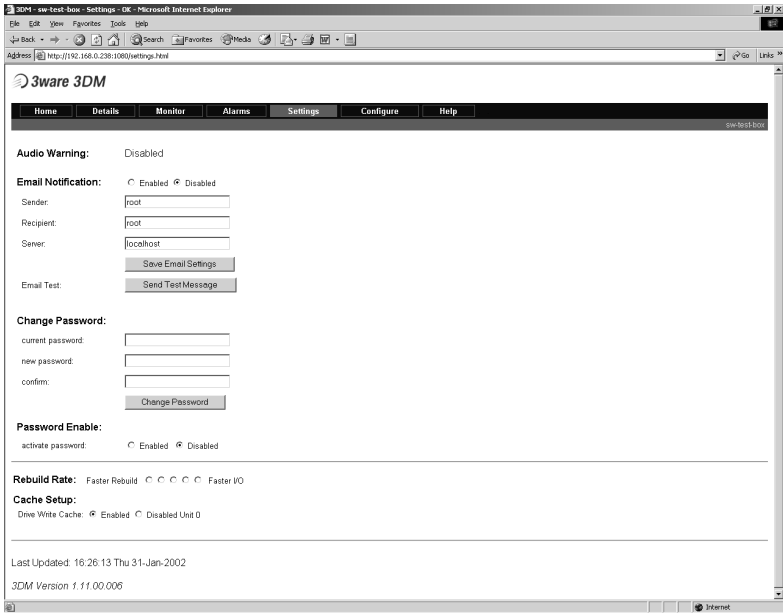 3DM - sw-test-box - Settings - OK - Microsoft Internet Explorer
File Edit View Favorites Tools Help
Back Search Favorites Media
Address http://192.168.0.238:1080/settings.html Go Links »
3ware 3DM
Home Details Monitor Alarms Settings Configure Help
sw-test-box
Audio Warning: Disabled
Email Notification: Enabled Disabled
Sender: root
Recipient: root
Server: localhost
Save Email Settings
Email Test: Send Test Message
Change Password:
current password:
new password:
confirm:
Change Password
Password Enable:
activate password: Enabled Disabled
Rebuild Rate: Faster Rebuild Faster I/O
Cache Setup:
Drive Write Cache: Enabled Disabled Unit 0
Last Updated: 16:26:13 Thu 31-Jan-2002
3DM Version 1.11.00.006
Internet